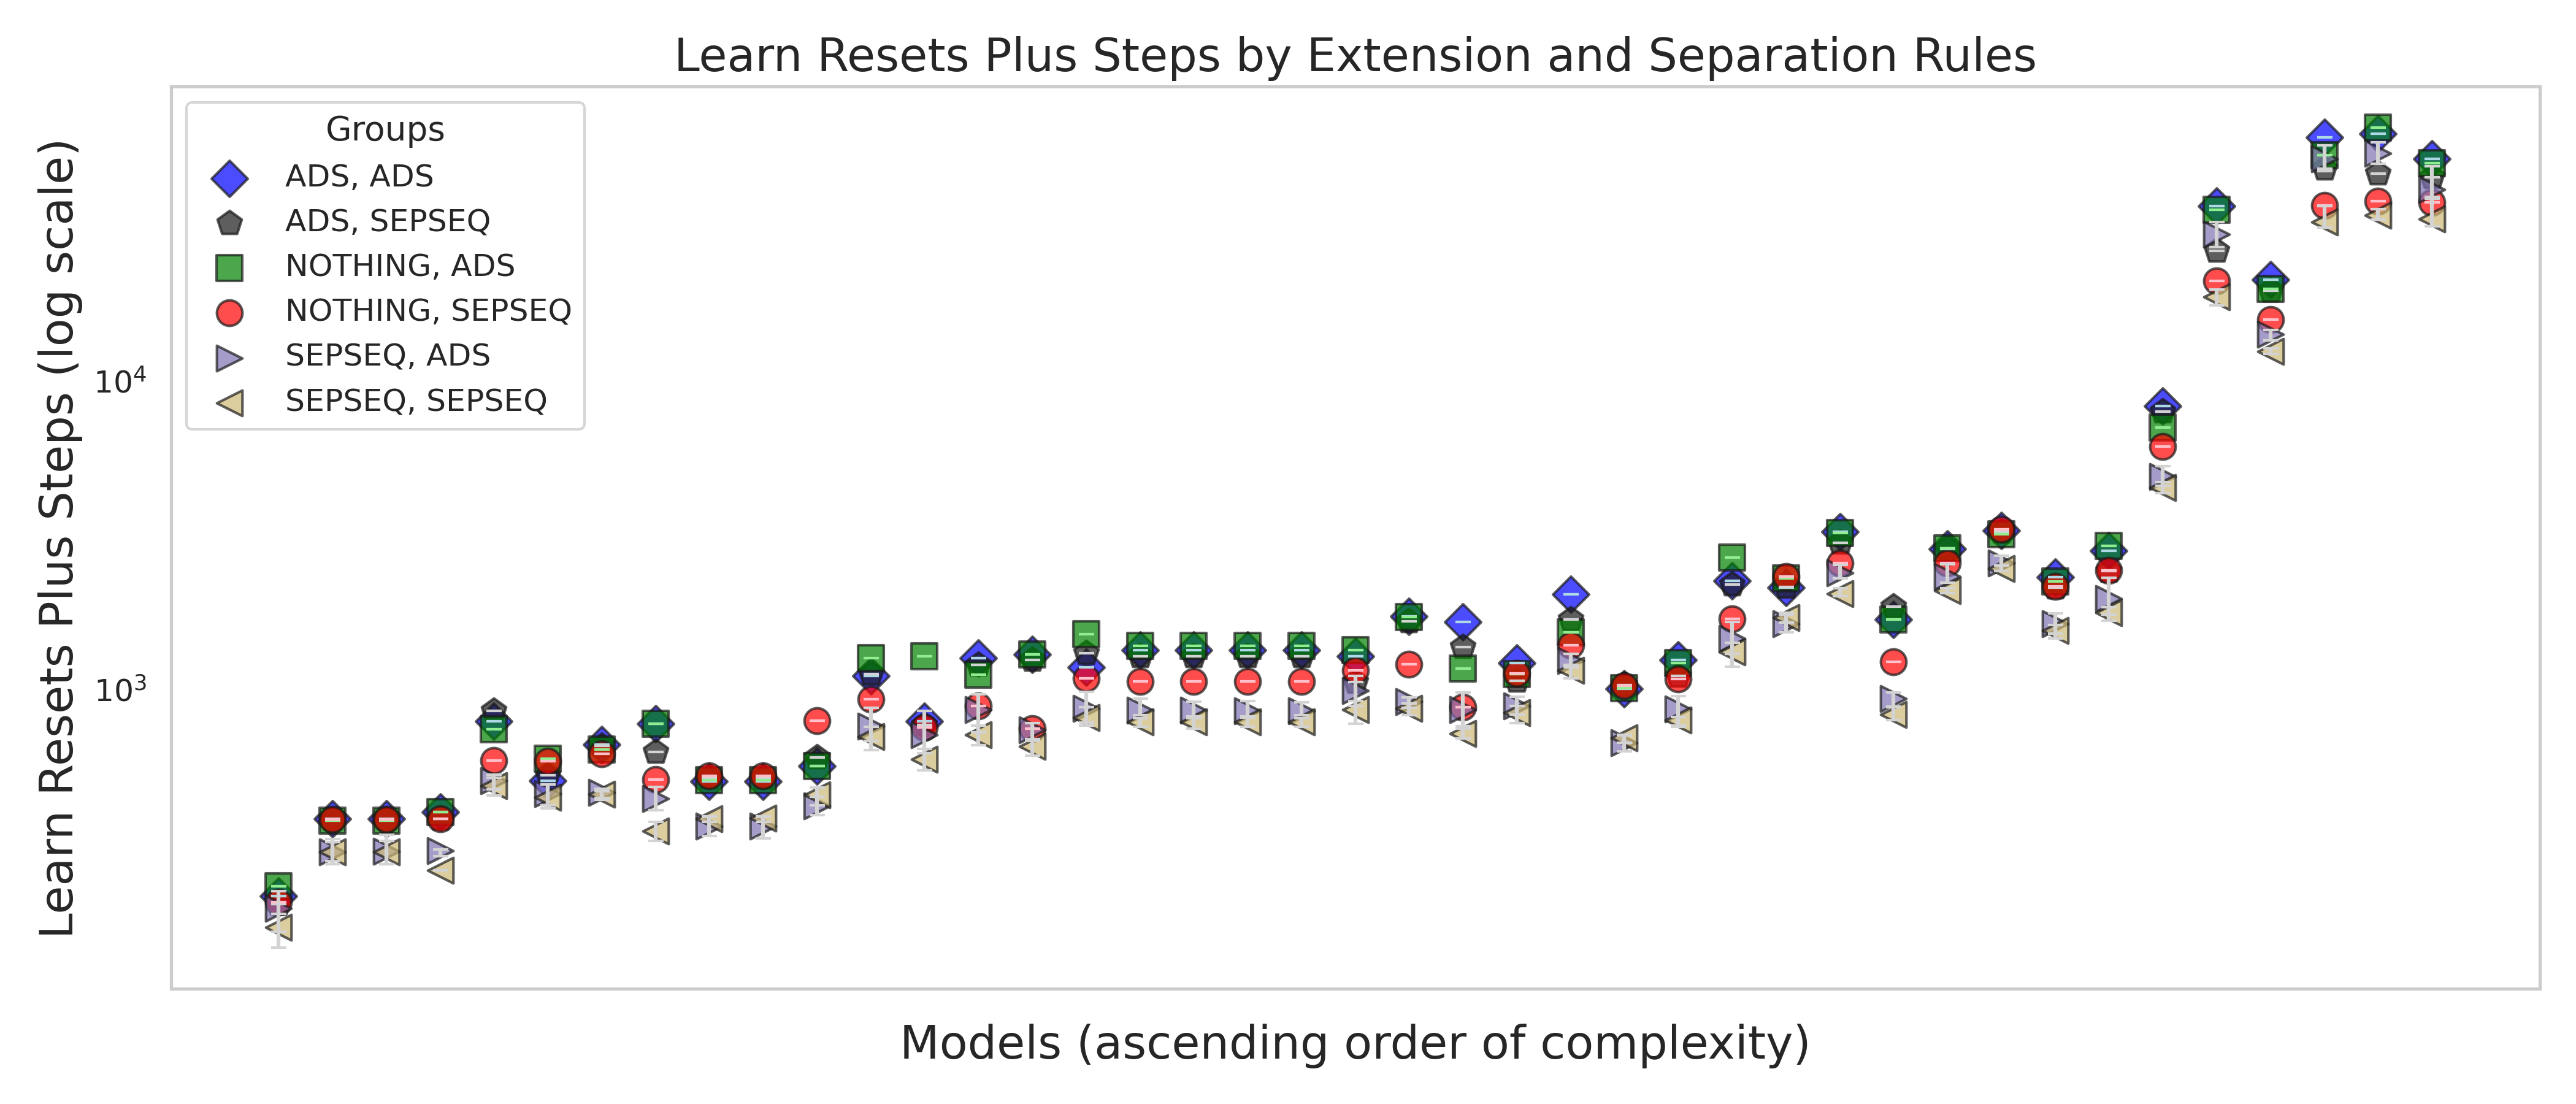 Learn Resets Plus Steps by Extension and Separation Rules
Learn Resets Plus Steps (log scale)
10⁴
10³
Groups
ADS, ADS
ADS, SEPSEQ
NOTHING, ADS
NOTHING, SEPSEQ
SEPSEQ, ADS
SEPSEQ, SEPSEQ
Models (ascending order of complexity)